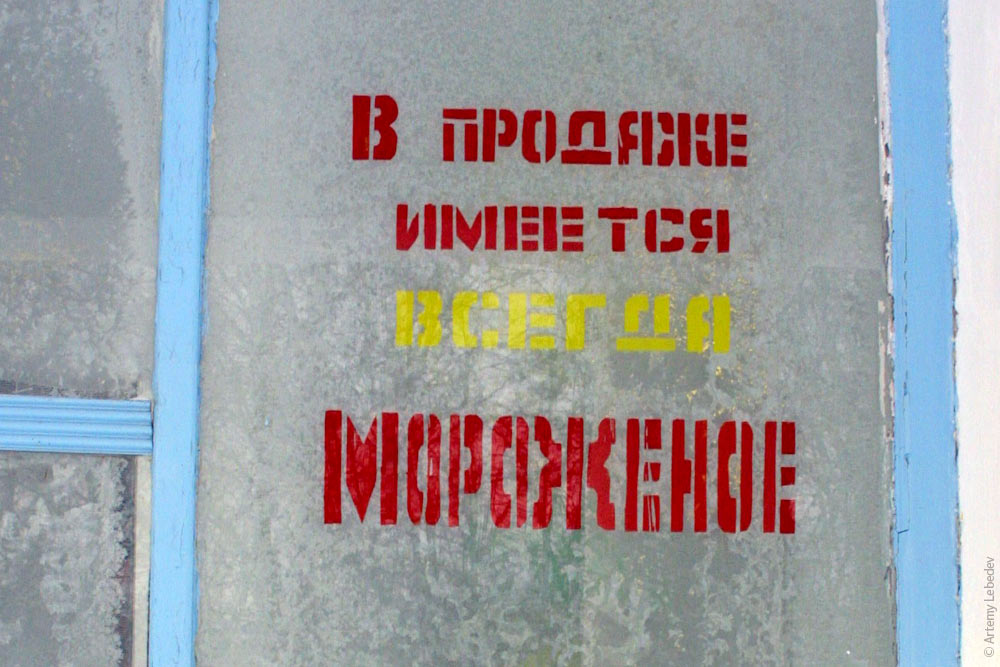 В ПРОДАЖЕ
ИМЕЕТСЯ
ВСЕГДА
МОРОЖЕНОЕ
© Artemy Lebedev